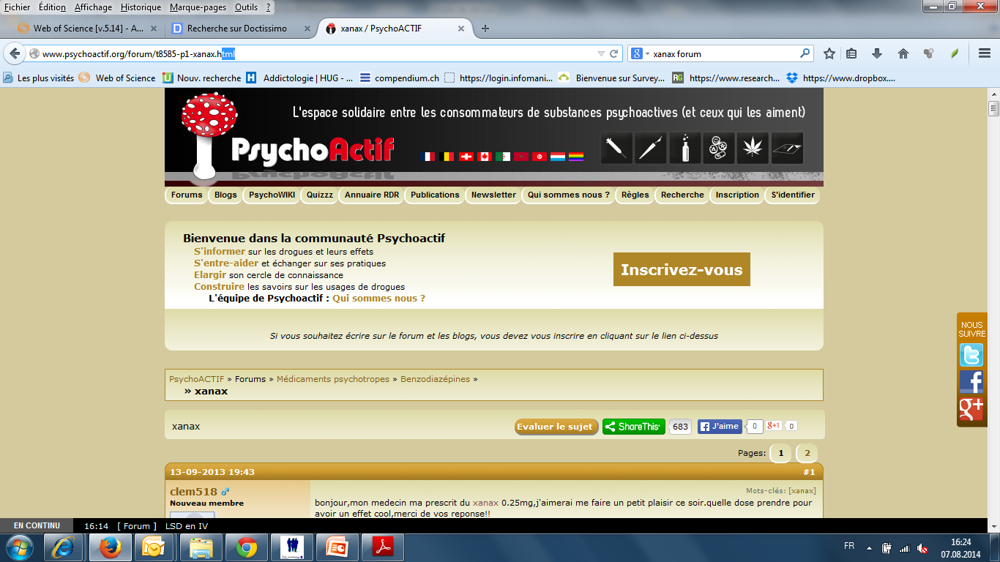 Fichier Édition Affichage Historique Marque-pages Outils ?
Web of Science [v.5.14] - A... Recherche sur Doctissimo xanax / PsychoACTIF
www.psychoactif.org/forum/t8585-p1-xanax.html xanax forum
Les plus visités Web of Science Nouv. recherche Addictologie | HUG - ... compendium.ch https://login.infomani... Bienvenue sur Survey... https://www.research... https://www.dropbox....
L'espace solidaire entre les consommateurs de substances psychoactives (et ceux qui les aiment)
PsychoActif
Forums Blogs PsychoWIKI Quizzz Annuaire RDR Publications Newsletter Qui sommes nous ? Règles Recherche Inscription S'identifier
Bienvenue dans la communauté Psychoactif
S'informer sur les drogues et leurs effets
S'entre-aider et échanger sur ses pratiques
Elargir son cercle de connaissance
Construire les savoirs sur les usages de drogues
L'équipe de Psychoactif : Qui sommes nous ?
Inscrivez-vous
Si vous souhaitez écrire sur le forum et les blogs, vous devez vous inscrire en cliquant sur le lien ci-dessus
NOUS
SUIVRE
PsychoACTIF » Forums » Médicaments psychotropes » Benzodiazépines »
» xanax
xanax Evaluer le sujet ShareThis 683 J'aime 0 g+1 0
Pages: 1 2
13-09-2013 19:43 #1
clem518
Nouveau membre
Mots-clés: [xanax]
bonjour,mon medecin ma prescrit du xanax 0.25mg,j'aimerai me faire un petit plaisir ce soir.quelle dose prendre pour
avoir un effet cool,merci de vos reponse!!
EN CONTINU 16:14 [ Forum ] LSD en IV
FR 16:24
07.08.2014